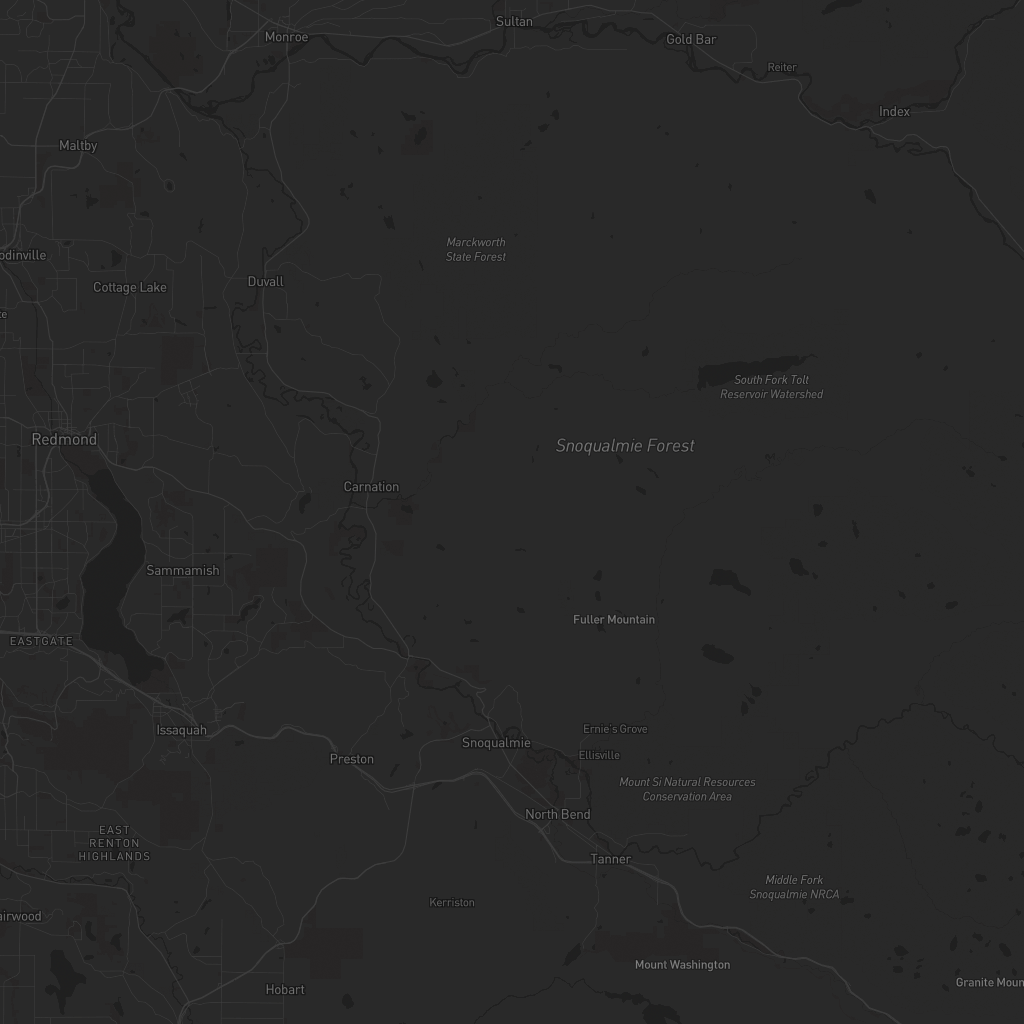 Sultan
Monroe
Gold Bar
Reiter
Index
Maltby
Marckworth
State Forest
odinville
Duvall
Cottage Lake
South Fork Tolt
Reservoir Watershed
Redmond
Snoqualmie Forest
Carnation
Sammamish
Fuller Mountain
EASTGATE
Issaquah
Ernie's Grove
Snoqualmie
Ellisville
Preston
Mount Si Natural Resources
Conservation Area
North Bend
EAST
RENTON
HIGHLANDS
Tanner
Middle Fork
Snoqualmie NRCA
Kerriston
airwood
Mount Washington
Granite Moun
Hobart